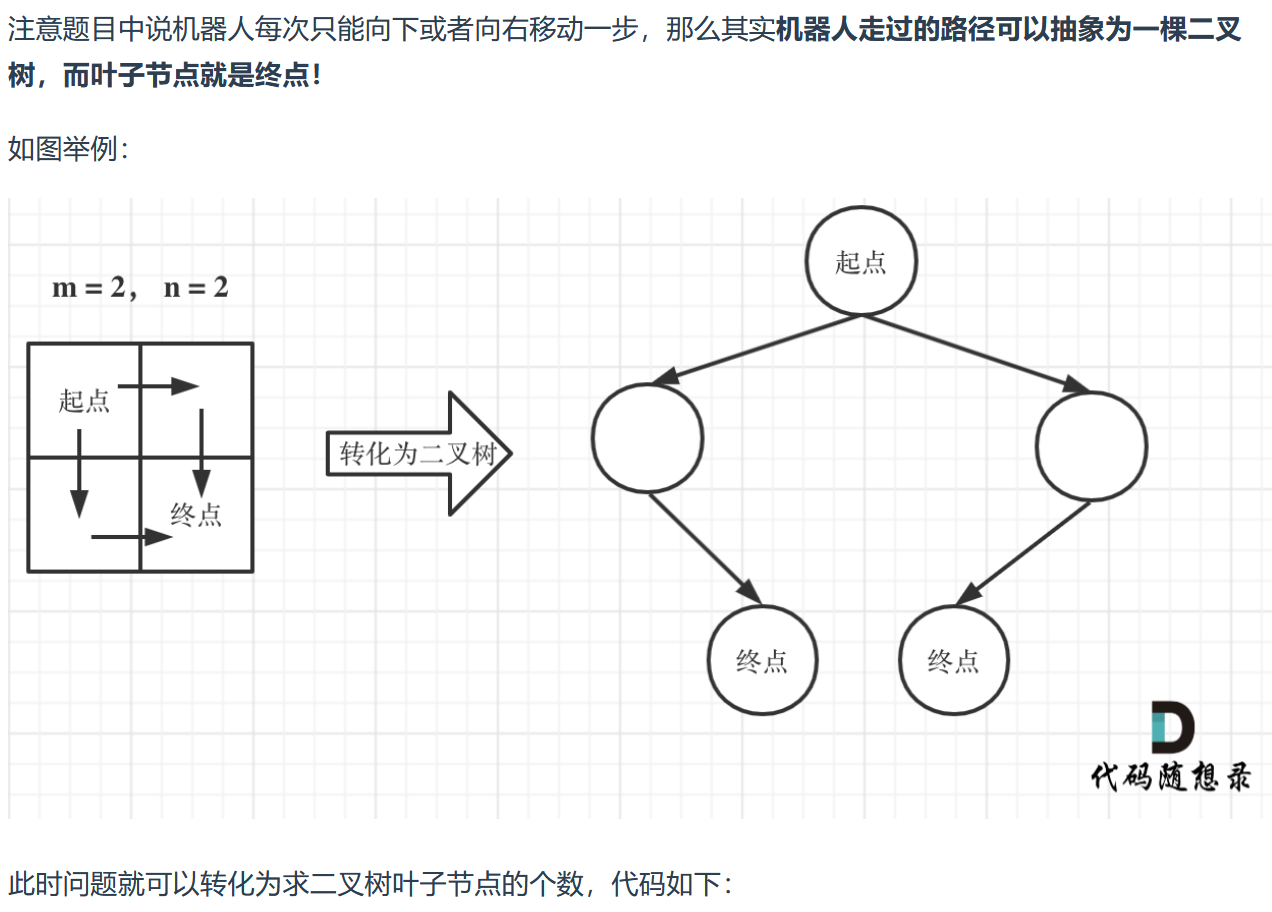 注意题目中说机器人每次只能向下或者向右移动一步，那么其实机器人走过的路径可以抽象为一棵二叉
树，而叶子节点就是终点！
如图举例：
m = 2， n = 2
起点
终点
转化为二叉树
起点
终点
终点
代码随想录
此时问题就可以转化为求二叉树叶子节点的个数，代码如下：